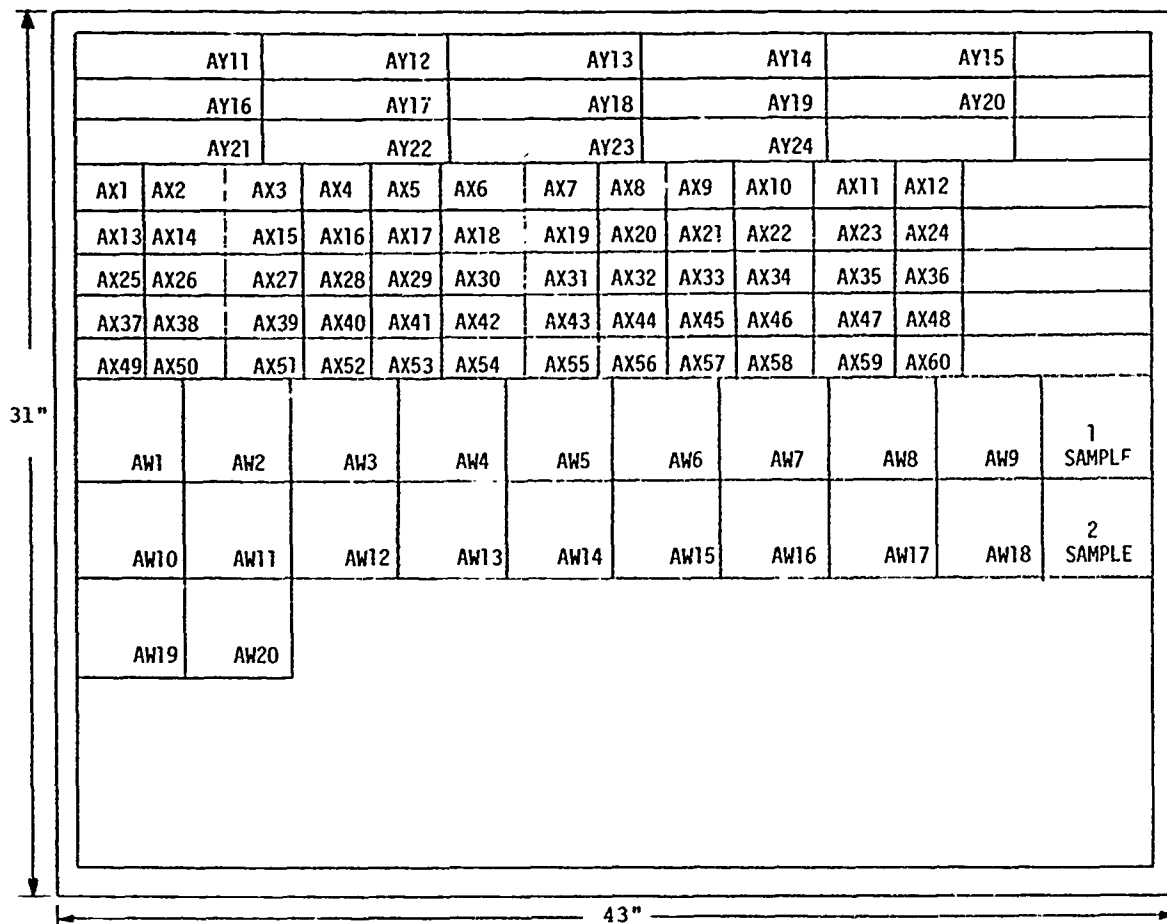 AY11 AY12 AY13 AY14 AY15
AY16 AY17 AY18 AY19 AY20
AY21 AY22 AY23 AY24
AX1 AX2 AX3 AX4 AX5 AX6 AX7 AX8 AX9 AX10 AX11 AX12
AX13 AX14 AX15 AX16 AX17 AX18 AX19 AX20 AX21 AX22 AX23 AX24
AX25 AX26 AX27 AX28 AX29 AX30 AX31 AX32 AX33 AX34 AX35 AX36
AX37 AX38 AX39 AX40 AX41 AX42 AX43 AX44 AX45 AX46 AX47 AX48
AX49 AX50 AX51 AX52 AX53 AX54 AX55 AX56 AX57 AX58 AX59 AX60
31"
1
AW1 AW2 AW3 AW4 AW5 AW6 AW7 AW8 AW9 SAMPLE
2
AW10 AW11 AW12 AW13 AW14 AW15 AW16 AW17 AW18 SAMPLE
AW19 AW20
43"